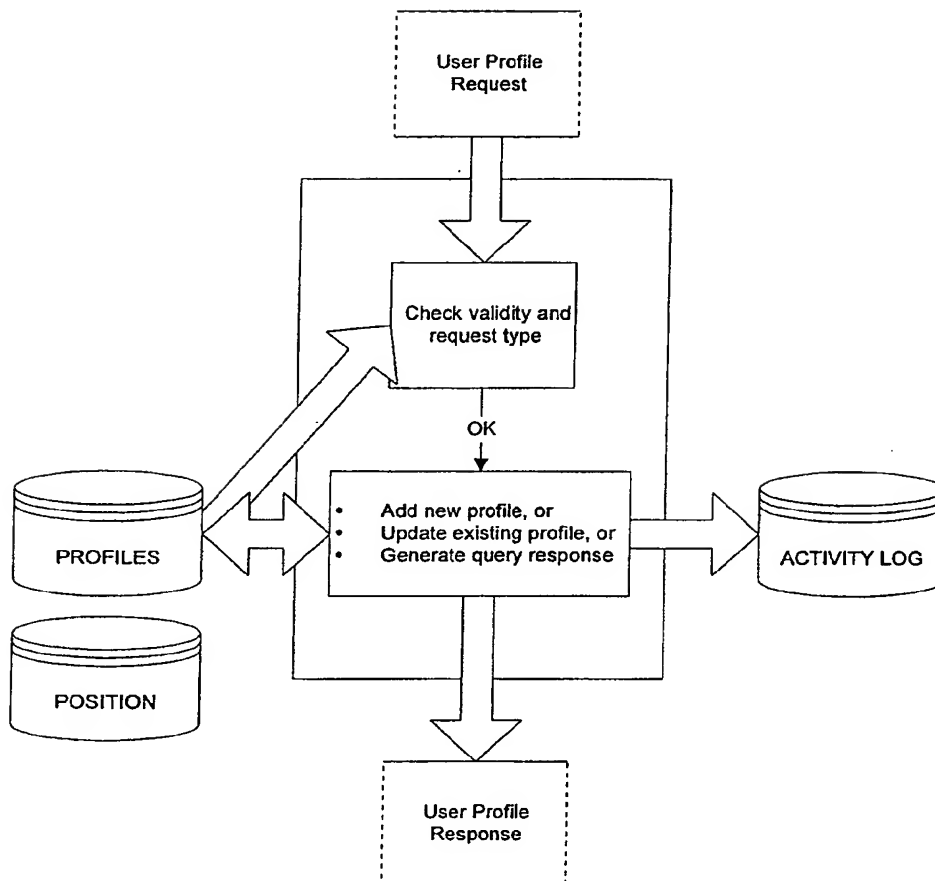 User Profile
Request
Check validity and
request type
OK
• Add new profile, or
• Update existing profile, or
• Generate query response
PROFILES
ACTIVITY LOG
POSITION
User Profile
Response